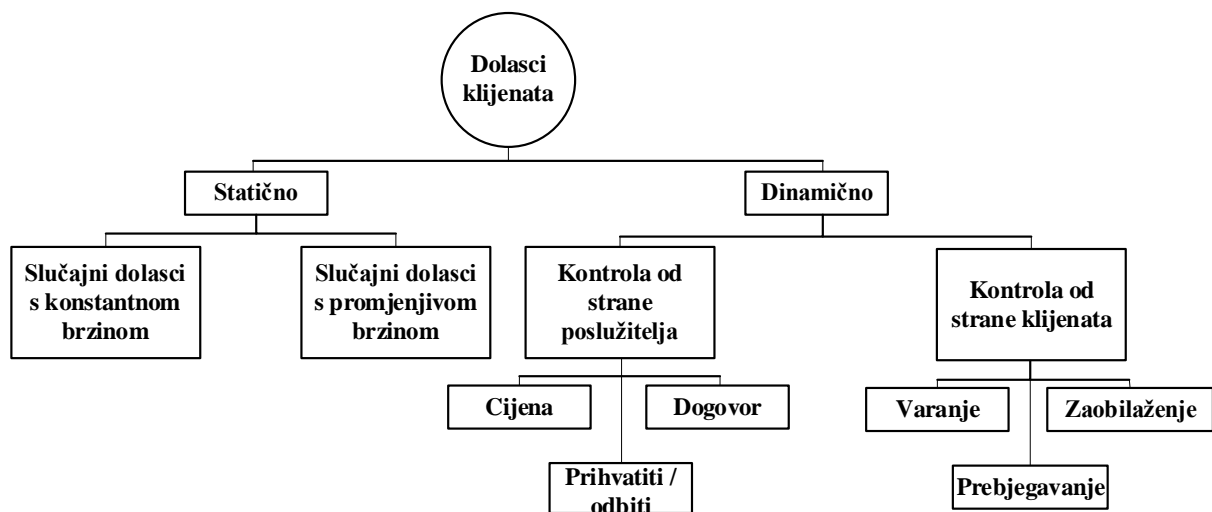 Dolasci
klijenata
Statično
Dinamično
Slučajni dolasci
s konstantnom
brzinom
Slučajni dolasci
s promjenjivom
brzinom
Kontrola od
strane
poslužitelja
Kontrola od
strane klijenata
Cijena
Dogovor
Varanje
Zaobilaženje
Prihvatiti /
odbiti
Prebjegavanje